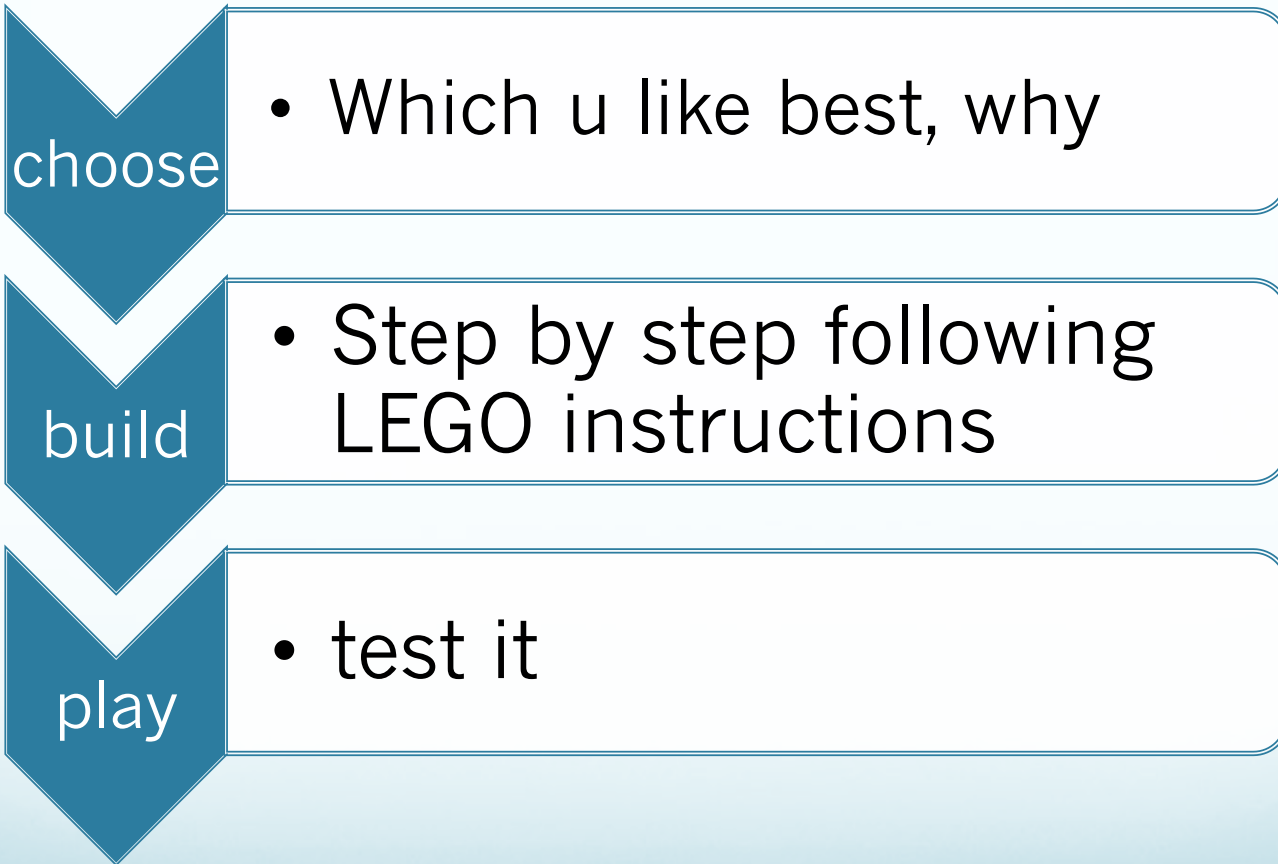 choose
• Which u like best, why
build
• Step by step following
LEGO instructions
play
• test it